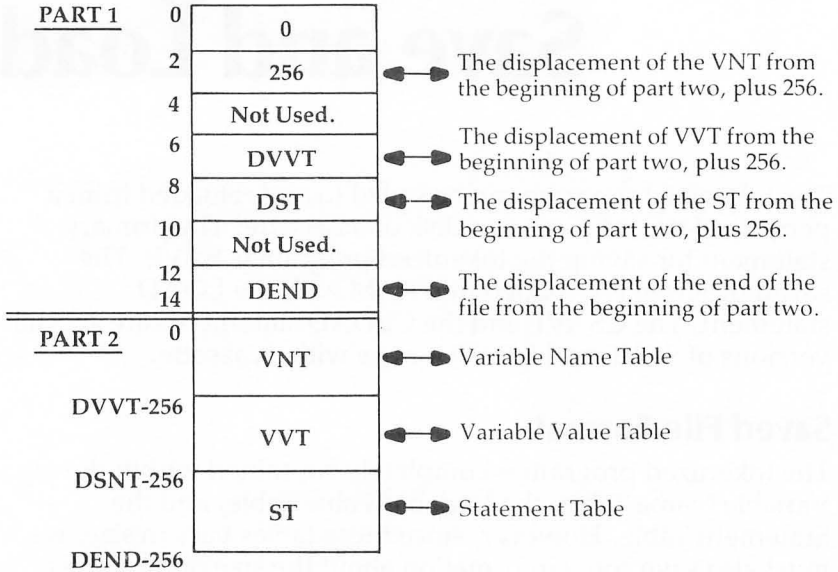 PART 1
0
0
2
256
The displacement of the VNT from
the beginning of part two, plus 256.
4
Not Used.
6
DVVT
The displacement of VVT from the
beginning of part two, plus 256.
8
DST
The displacement of the ST from the
beginning of part two, plus 256.
10
Not Used.
12
DEND
The displacement of the end of the
file from the beginning of part two.
14
PART 2
0
VNT
Variable Name Table
DVVT-256
VVT
Variable Value Table
DSNT-256
ST
Statement Table
DEND-256